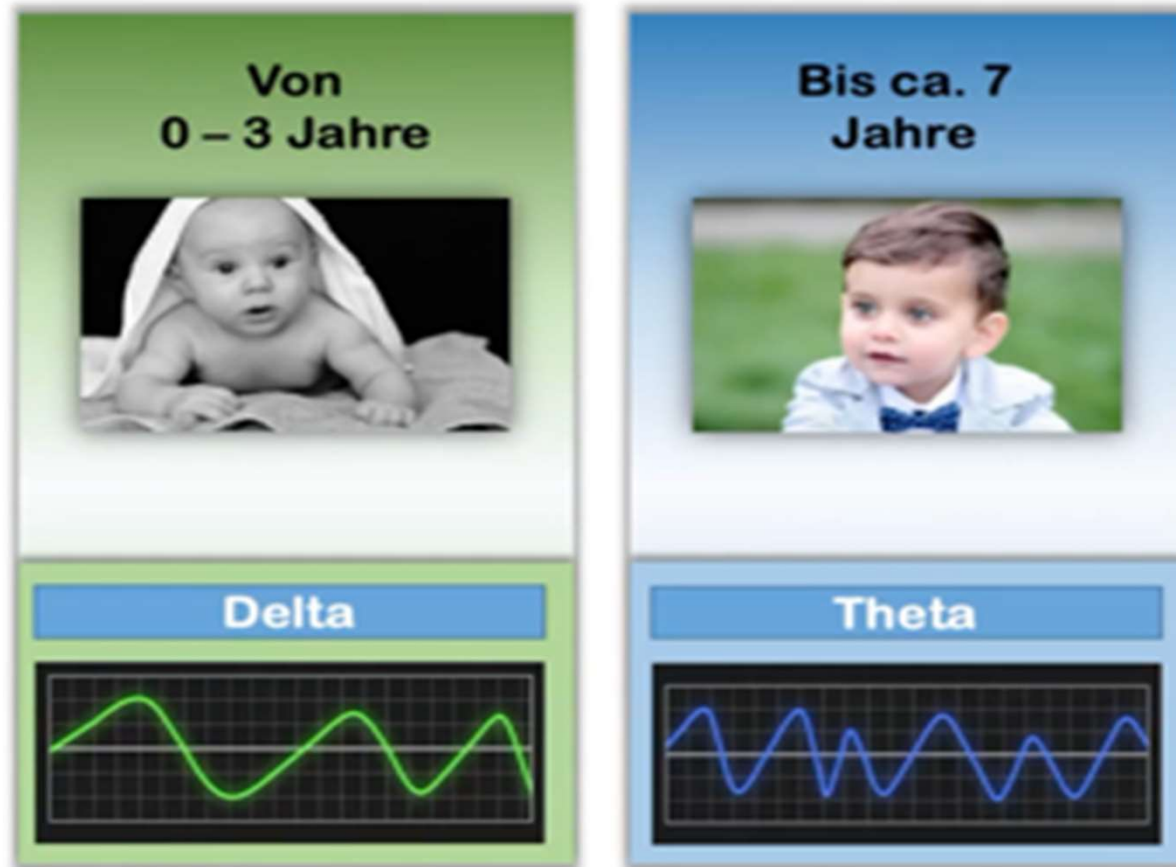 Von
0 – 3 Jahre
Delta
Bis ca. 7
Jahre
Theta